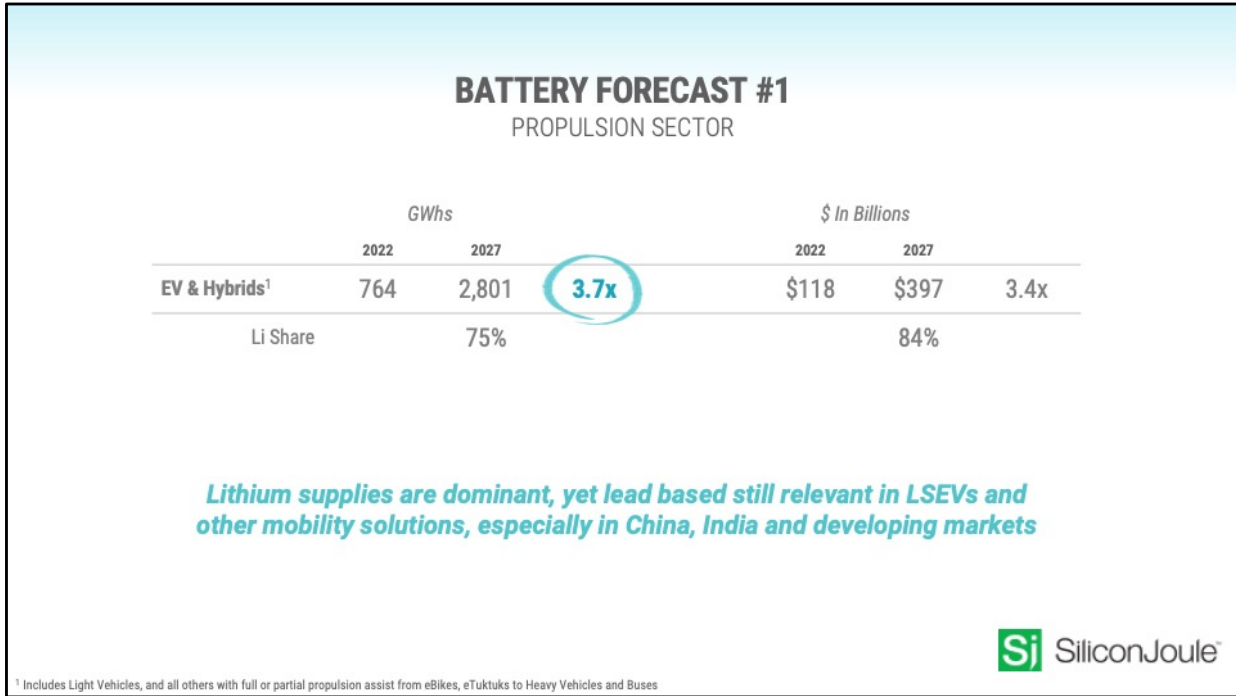 BATTERY FORECAST #1
PROPULSION SECTOR
GWhs $ In Billions
2022 2027 2022 2027
EV & Hybrids¹ 764 2,801 3.7x $118 $397 3.4x
Li Share 75% 84%
Lithium supplies are dominant, yet lead based still relevant in LSEVs and
other mobility solutions, especially in China, India and developing markets
Sj SiliconJoule™
¹ Includes Light Vehicles, and all others with full or partial propulsion assist from eBikes, eTuktuks to Heavy Vehicles and Buses